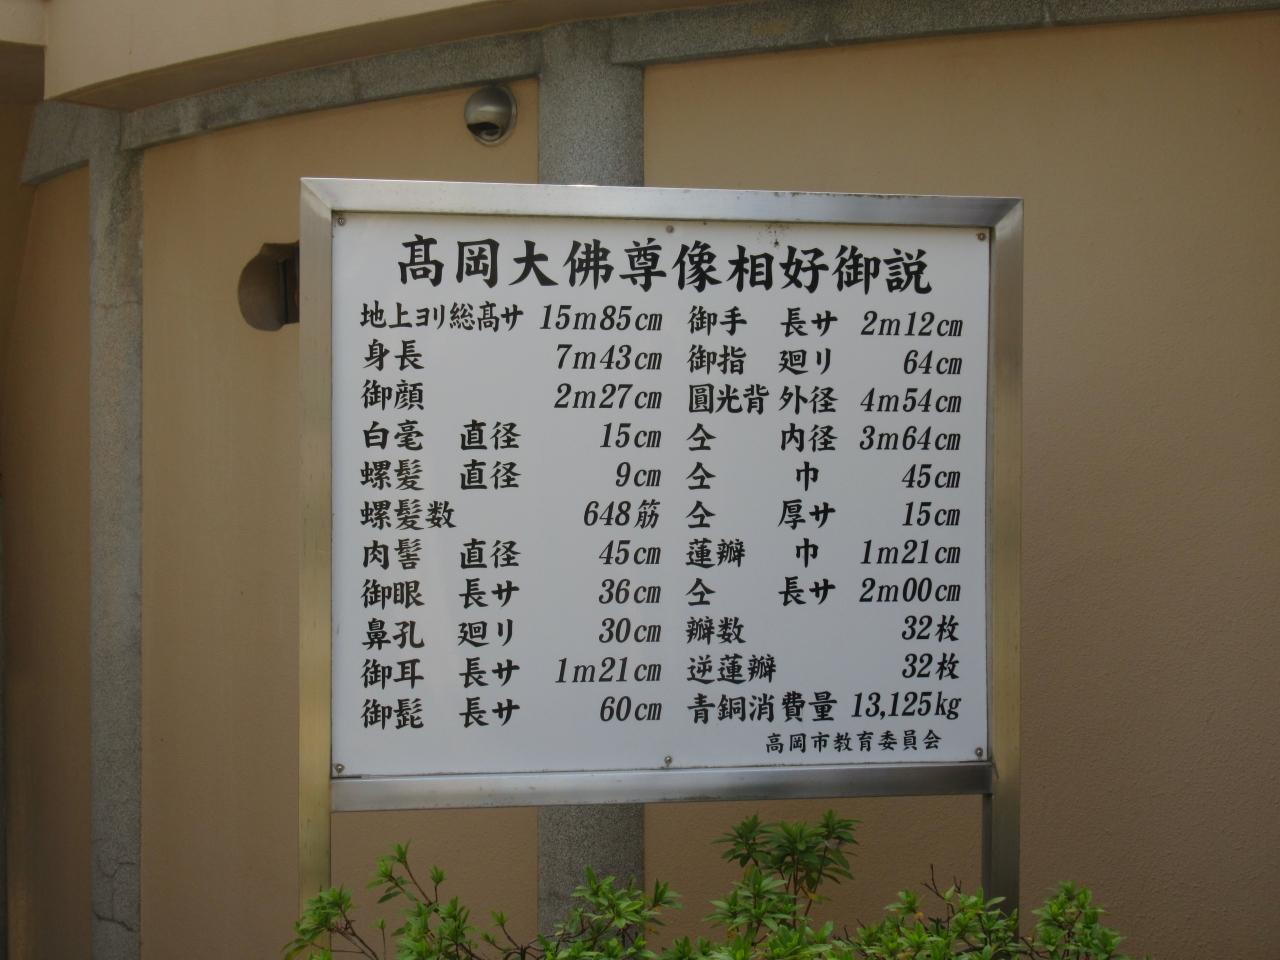 髙岡大佛尊像相好御説
地上ヨリ総髙サ 15m85cm
身長 7m43cm
御顔 2m27cm
白毫 直径 15cm
螺髪 直径 9cm
螺髪数 648筋
肉髻 直径 45cm
御眼 長サ 36cm
鼻孔 廻リ 30cm
御耳 長サ 1m21cm
御髭 長サ 60cm
御手 長サ 2m12cm
御指 廻リ 64cm
圓光背 外径 4m54cm
仝 内径 3m64cm
仝 巾 45cm
仝 厚サ 15cm
蓮瓣 巾 1m21cm
仝 長サ 2m00cm
瓣数 32枚
逆蓮瓣 32枚
青銅消費量 13,125kg
高岡市教育委員会